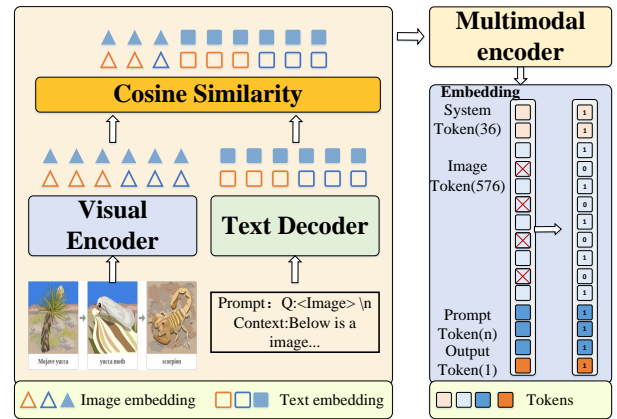 Cosine Similarity
Visual
Encoder
Text Decoder
Mojave yucca
yucca moth
scorpion
Prompt：Q:<Image> \n
Context:Below is a
image...
Image embedding
Text embedding
Multimodal
encoder
Embedding
System
Token(36)
Image
Token(576)
Prompt
Token(n)
Output
Token(1)
1
1
1
0
1
0
1
0
1
0
1
1
1
1
1
Tokens